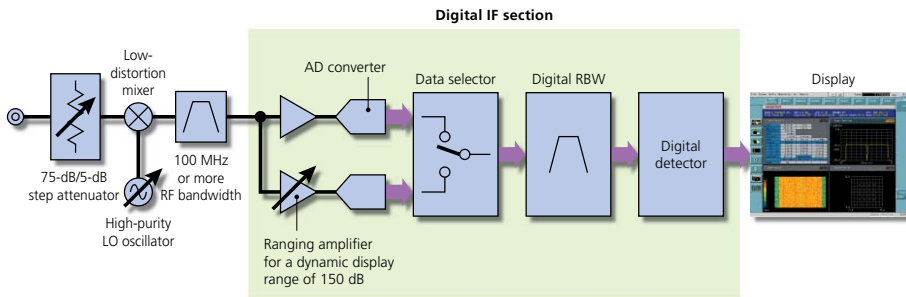 Digital IF section
Low-
distortion
mixer
AD converter
Data selector
Digital RBW
Display
75-dB/5-dB
step attenuator
100 MHz
or more
RF bandwidth
Digital
detector
High-purity
LO oscillator
Ranging amplifier
for a dynamic display
range of 150 dB